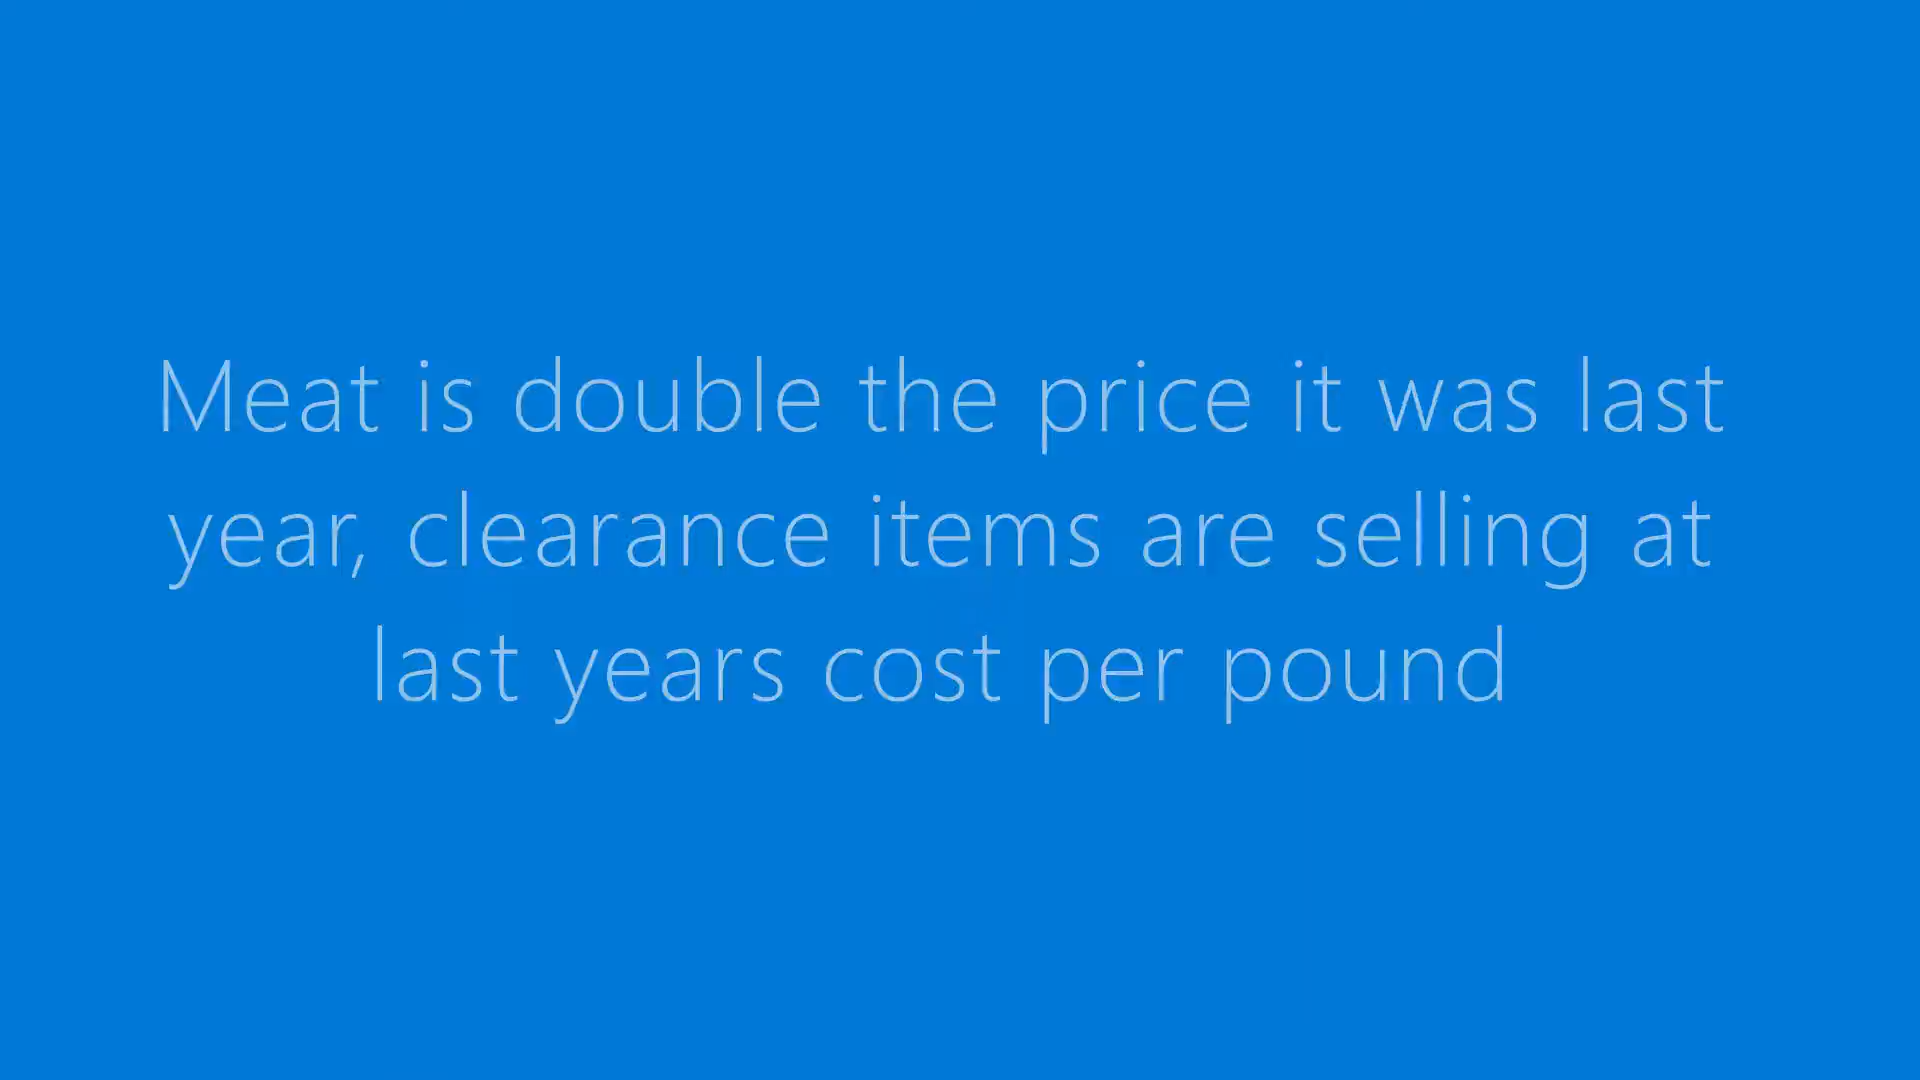 Meat is double the price it was last
year, clearance items are selling at
last years cost per pound